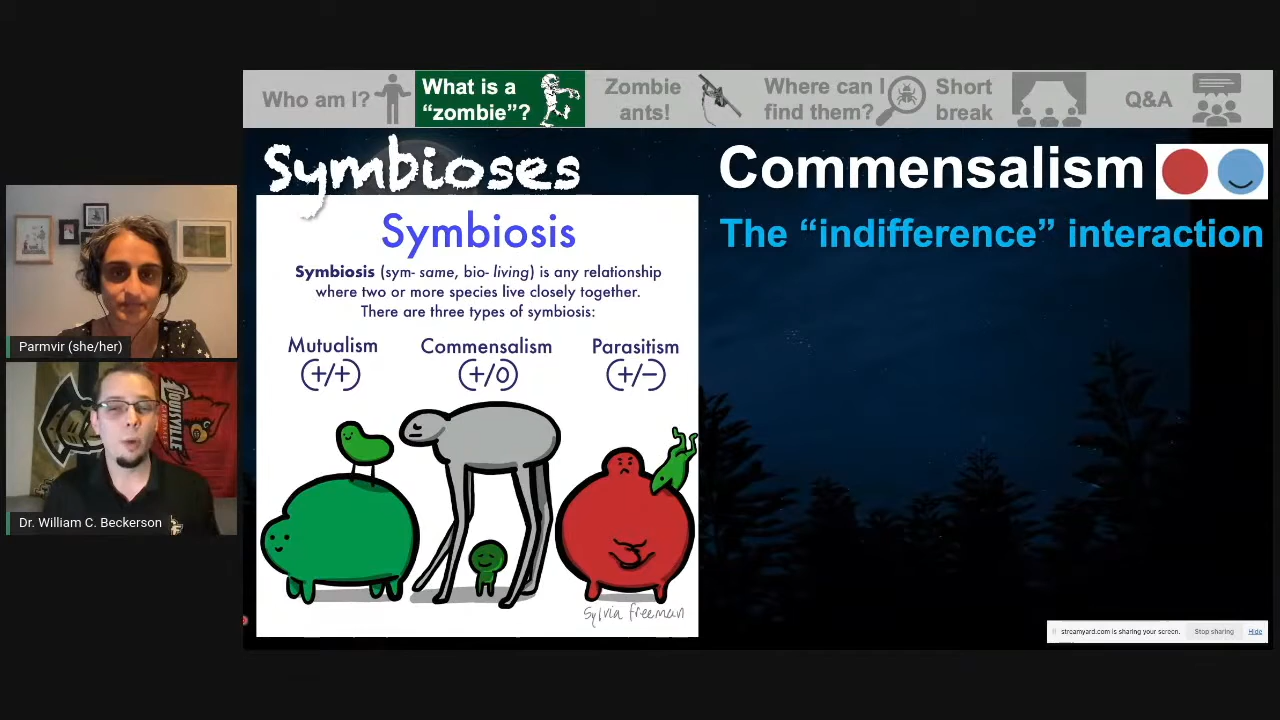 Who am I?
What is a
"zombie"?
Zombie
ants!
Where can I
find them?
Short
break
Q&A
Symbioses
Commensalism
The “indifference” interaction
Symbiosis
Symbiosis (sym- same, bio- living) is any relationship
where two or more species live closely together.
There are three types of symbiosis:
Mutualism
(+/+)
Commensalism
(+/0)
Parasitism
(+/−)
Sylvia Freeman
Parmvir (she/her)
LOUISVILLE
CARDINALS
Dr. William C. Beckerson
streamyard.com is sharing your screen.
Stop sharing
Hide